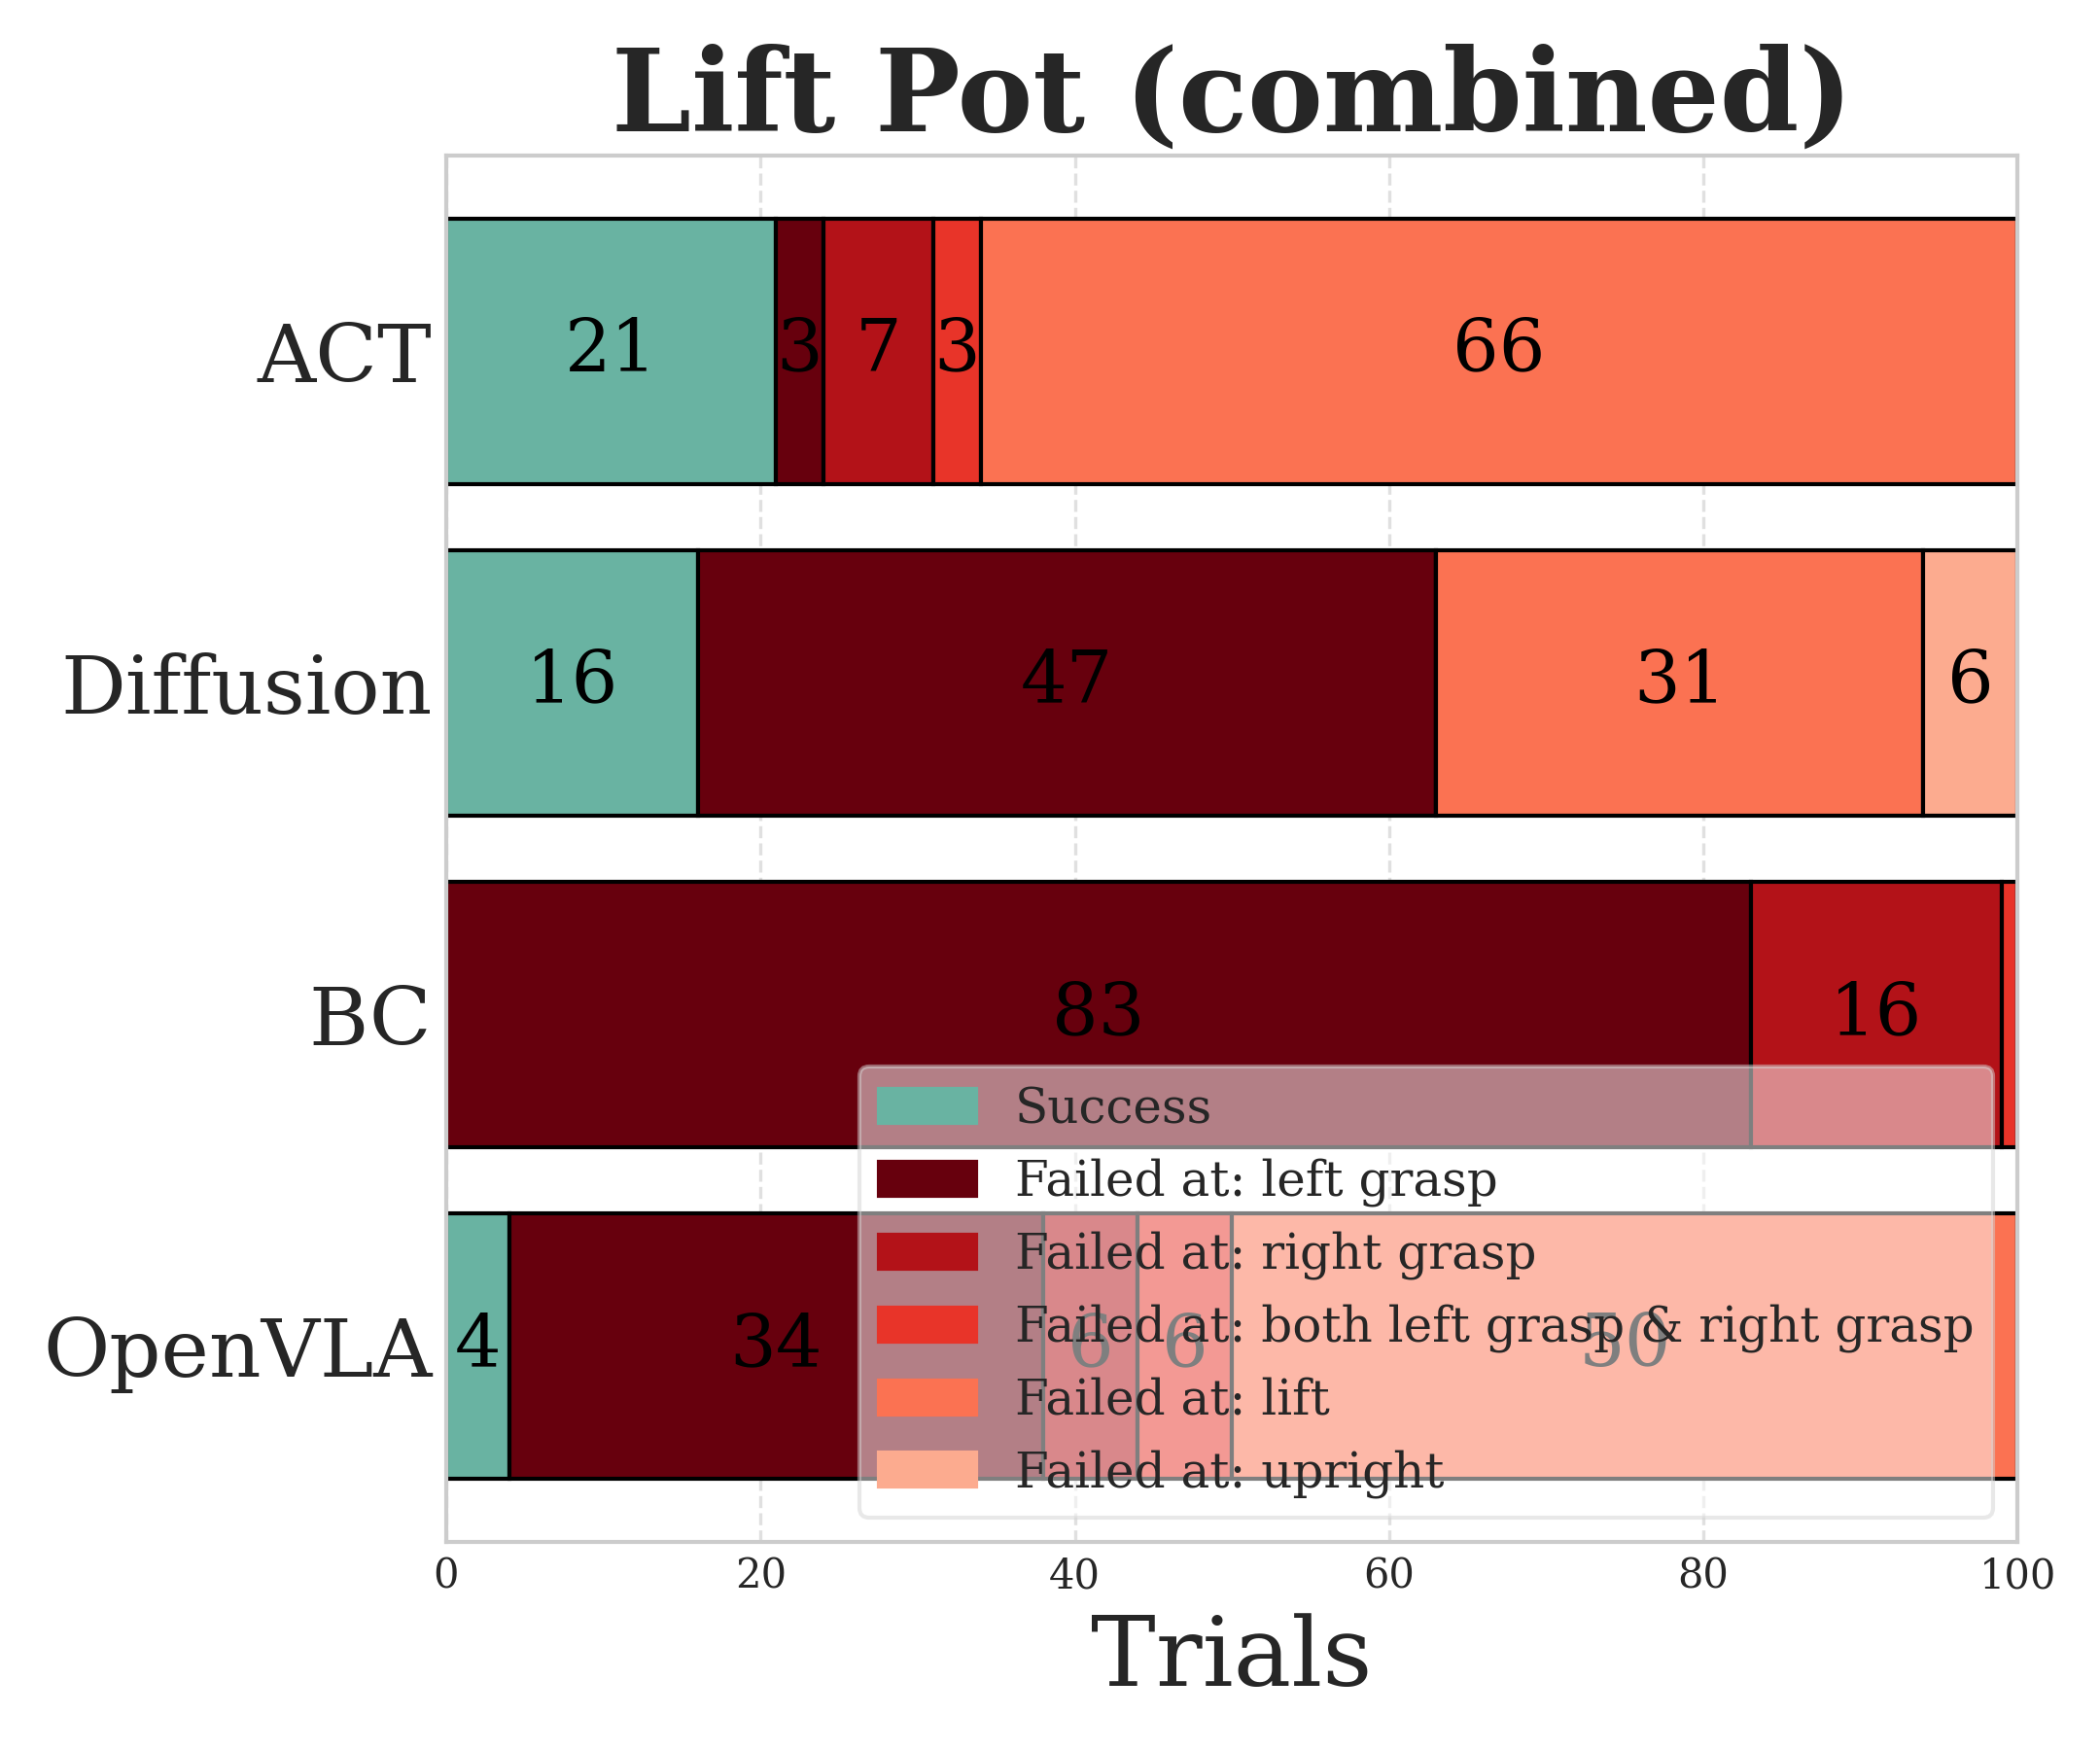 Lift Pot (combined)
ACT
21
3
7
3
66
Diffusion
16
47
31
6
BC
83
16
Success
Failed at: left grasp
Failed at: right grasp
Failed at: both left grasp & right grasp
Failed at: lift
Failed at: upright
OpenVLA
4
34
6
6
50
0
20
40
60
80
100
Trials